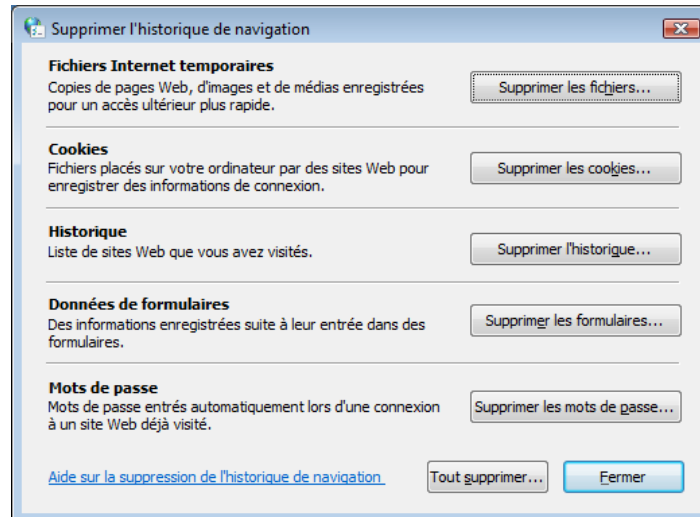 Supprimer l'historique de navigation
Fichiers Internet temporaires
Copies de pages Web, d'images et de médias enregistrées
pour un accès ultérieur plus rapide.
Supprimer les fichiers...
Cookies
Fichiers placés sur votre ordinateur par des sites Web pour
enregistrer des informations de connexion.
Supprimer les cookies...
Historique
Liste de sites Web que vous avez visités.
Supprimer l'historique...
Données de formulaires
Des informations enregistrées suite à leur entrée dans des
formulaires.
Supprimer les formulaires...
Mots de passe
Mots de passe entrés automatiquement lors d'une connexion
à un site Web déjà visité.
Supprimer les mots de passe...
Aide sur la suppression de l'historique de navigation
Tout supprimer...
Fermer